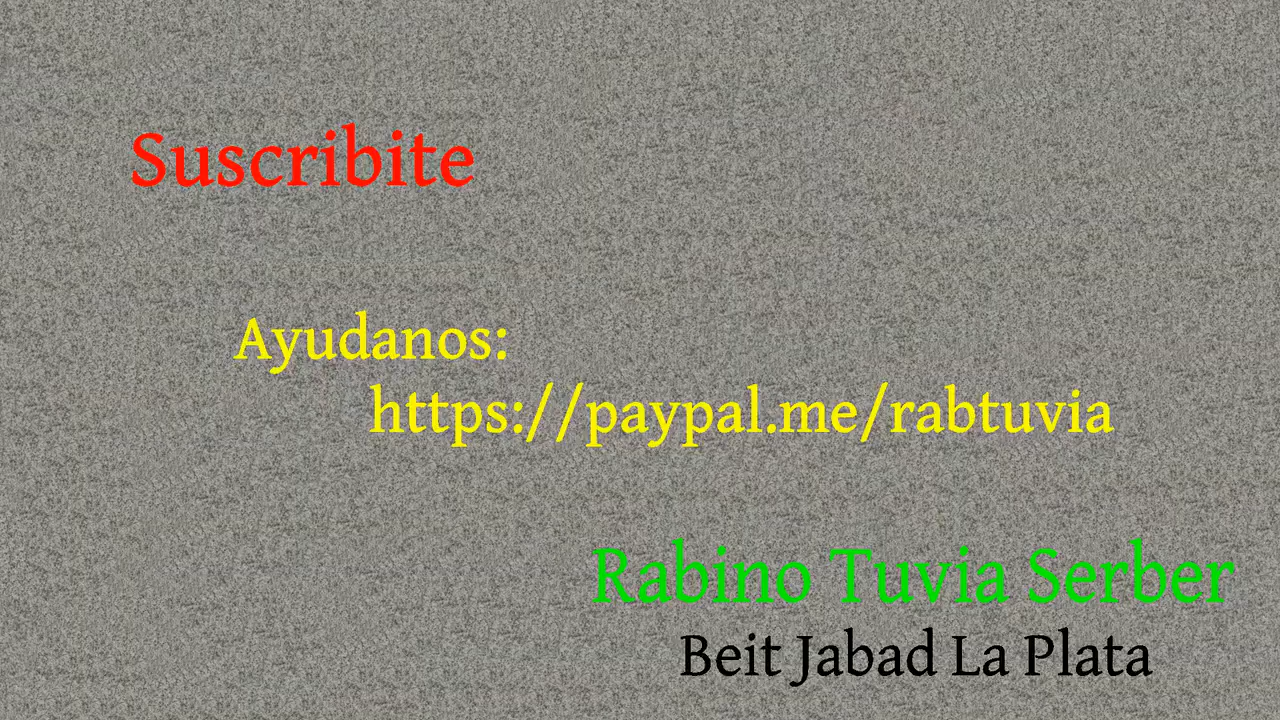 Suscribite
Ayudanos:
https://paypal.me/rabtuvia
Rabino Tuvia Serber
Beit Jabad La Plata